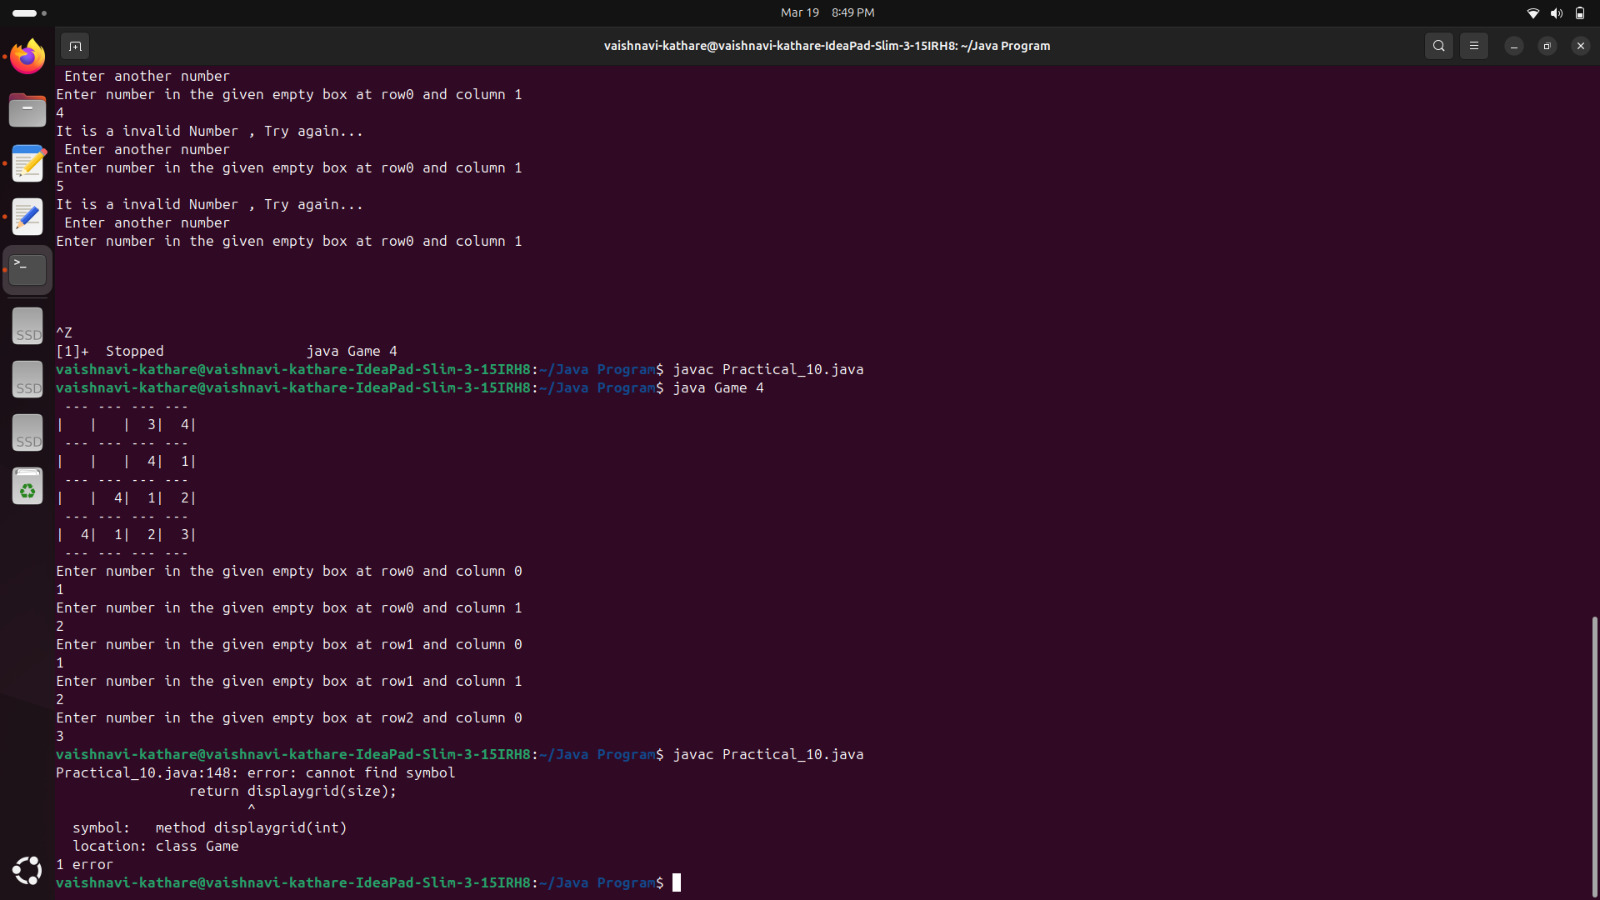 Mar 19 8:49 PM
vaishnavi-kathare@vaishnavi-kathare-IdeaPad-Slim-3-15IRH8: ~/Java Program
Enter another number
Enter number in the given empty box at row0 and column 1
4
It is a invalid Number , Try again...
Enter another number
Enter number in the given empty box at row0 and column 1
5
It is a invalid Number , Try again...
Enter another number
Enter number in the given empty box at row0 and column 1
^Z
[1]+  Stopped                 java Game 4
vaishnavi-kathare@vaishnavi-kathare-IdeaPad-Slim-3-15IRH8:~/Java Program$ javac Practical_10.java
vaishnavi-kathare@vaishnavi-kathare-IdeaPad-Slim-3-15IRH8:~/Java Program$ java Game 4
 --- --- --- ---
|   |   |  3|  4|
 --- --- --- ---
|   |   |  4|  1|
 --- --- --- ---
|   |  4|  1|  2|
 --- --- --- ---
|  4|  1|  2|  3|
 --- --- --- ---
Enter number in the given empty box at row0 and column 0
1
Enter number in the given empty box at row0 and column 1
2
Enter number in the given empty box at row1 and column 0
1
Enter number in the given empty box at row1 and column 1
2
Enter number in the given empty box at row2 and column 0
3
vaishnavi-kathare@vaishnavi-kathare-IdeaPad-Slim-3-15IRH8:~/Java Program$ javac Practical_10.java
Practical_10.java:148: error: cannot find symbol
                return displaygrid(size);
                       ^
  symbol:   method displaygrid(int)
  location: class Game
1 error
vaishnavi-kathare@vaishnavi-kathare-IdeaPad-Slim-3-15IRH8:~/Java Program$
>_
SSD
SSD
SSD